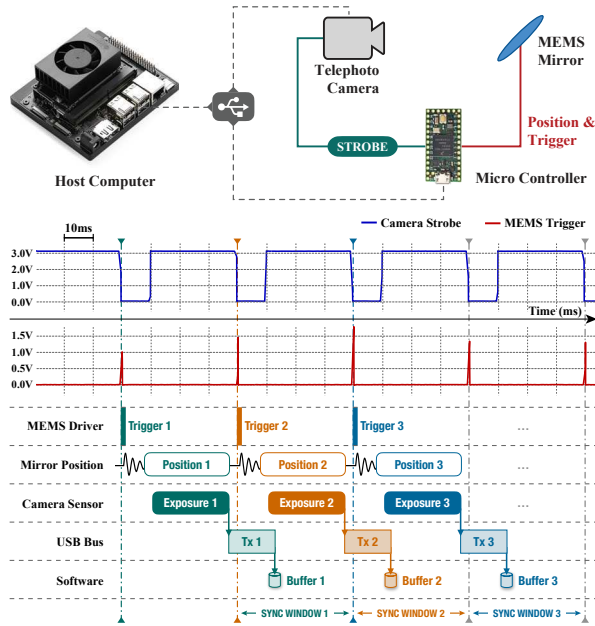 Telephoto
Camera
MEMS
Mirror
STROBE
Position &
Trigger
Host Computer
Micro Controller
10ms
Camera Strobe
MEMS Trigger
3.0V
2.0V
1.0V
0.0V
Time (ms)
1.5V
1.0V
0.5V
0.0V
MEMS Driver
Trigger 1
Trigger 2
Trigger 3
...
Mirror Position
Position 1
Position 2
Position 3
...
Camera Sensor
Exposure 1
Exposure 2
Exposure 3
...
USB Bus
Tx 1
Tx 2
Tx 3
Software
Buffer 1
Buffer 2
Buffer 3
SYNC WINDOW 1
SYNC WINDOW 2
SYNC WINDOW 3